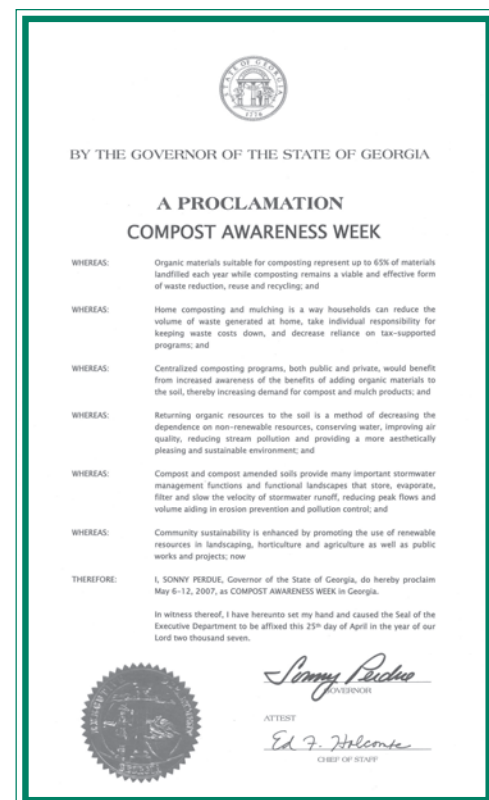 STATE OF GEORGIA
1776
BY THE GOVERNOR OF THE STATE OF GEORGIA
A PROCLAMATION
COMPOST AWARENESS WEEK
WHEREAS: Organic materials suitable for composting represent up to 65% of materials
landfilled each year while composting remains a viable and effective form
of waste reduction, reuse and recycling; and
WHEREAS: Home composting and mulching is a way households can reduce the
volume of waste generated at home, take individual responsibility for
keeping waste costs down, and decrease reliance on tax-supported
programs; and
WHEREAS: Centralized composting programs, both public and private, would benefit
from increased awareness of the benefits of adding organic materials to
the soil, thereby increasing demand for compost and mulch products; and
WHEREAS: Returning organic resources to the soil is a method of decreasing the
dependence on non-renewable resources, conserving water, improving air
quality, reducing stream pollution and providing a more aesthetically
pleasing and sustainable environment; and
WHEREAS: Compost and compost amended soils provide many important stormwater
management functions and functional landscapes that store, evaporate,
filter and slow the velocity of stormwater runoff, reducing peak flows and
volume aiding in erosion prevention and pollution control; and
WHEREAS: Community sustainability is enhanced by promoting the use of renewable
resources in landscaping, horticulture and agriculture as well as public
works and projects; now
THEREFORE: I, SONNY PERDUE, Governor of the State of Georgia, do hereby proclaim
May 6-12, 2007, as COMPOST AWARENESS WEEK in Georgia.
In witness thereof, I have hereunto set my hand and caused the Seal of the
Executive Department to be affixed this 25th day of April in the year of our
Lord two thousand seven.
Sonny Perdue
GOVERNOR
ATTEST
Ed F. Holcombe
CHIEF OF STAFF